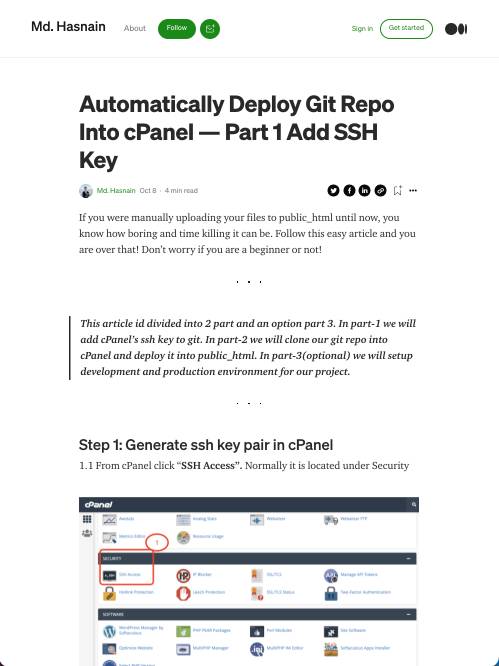 Md. Hasnain
About
Follow
Sign in
Get started
Automatically Deploy Git Repo
Into cPanel — Part 1 Add SSH
Key
Md. Hasnain
Oct 8 · 4 min read
If you were manually uploading your files to public_html until now, you
know how boring and time killing it can be. Follow this easy article and you
are over that! Don't worry if you are a beginner or not!
This article id divided into 2 part and an option part 3. In part-1 we will
add cPanel's ssh key to git. In part-2 we will clone our git repo into
cPanel and deploy it into public_html. In part-3(optional) we will setup
development and production environment for our project.
Step 1: Generate ssh key pair in cPanel
1.1 From cPanel click “SSH Access”. Normally it is located under Security
cPanel
Awstats
Analog Stats
Webalizer
Webalizer FTP
Metrics Editor
Resource Usage
1
SECURITY
SSH Access
IP Blocker
SSL/TLS
Manage API Tokens
Hotlink Protection
Leech Protection
SSL/TLS Status
Two-Factor Authentication
SOFTWARE
WordPress Manager by
Softaculous
PHP PEAR Packages
Perl Modules
Site Software
Optimize Website
MultiPHP Manager
MultiPHP INI Editor
Softaculous Apps Installer